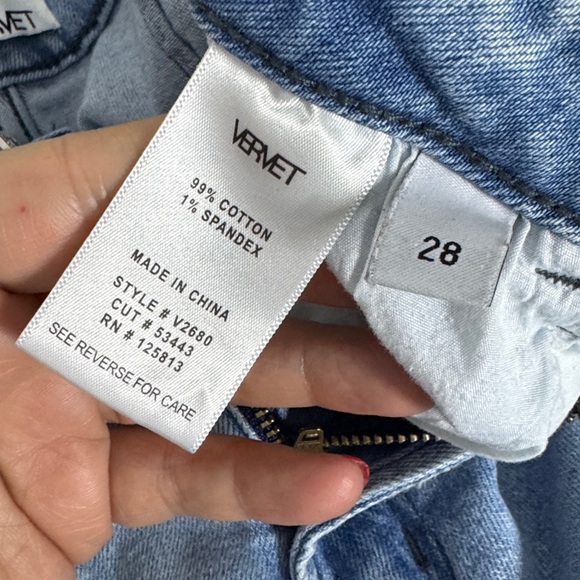 VERVET
99% COTTON
1% SPANDEX
MADE IN CHINA
STYLE # V2680
CUT # 53443
RN # 125813
SEE REVERSE FOR CARE
28